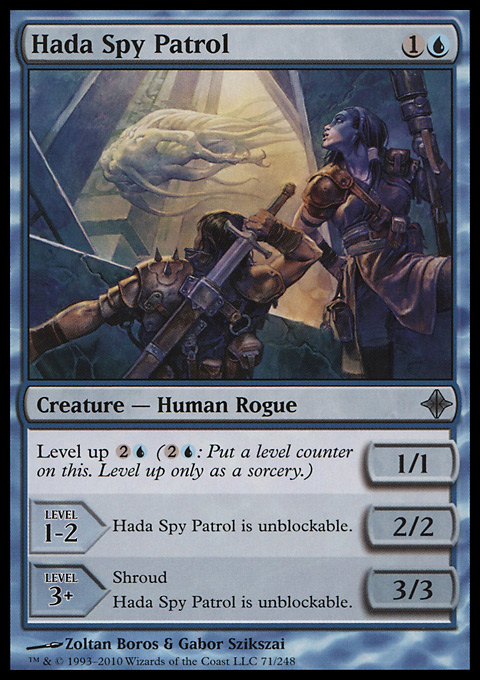 Hada Spy Patrol 1
Creature — Human Rogue
Level up 2 (2: Put a level counter
on this. Level up only as a sorcery.)
1/1
LEVEL
1-2
Hada Spy Patrol is unblockable.
2/2
LEVEL
3+
Shroud
Hada Spy Patrol is unblockable.
3/3
Zoltan Boros & Gabor Szikszai
™ & © 1993–2010 Wizards of the Coast LLC 71/248